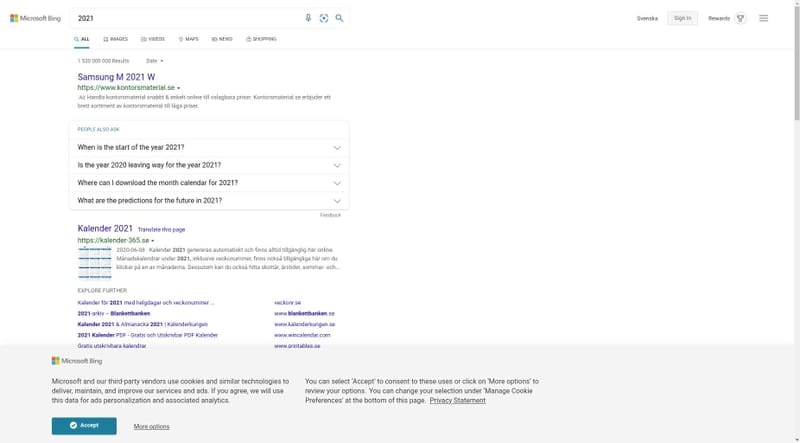 Microsoft Bing
2021
Svenska
Sign in
Rewards
ALL
IMAGES
VIDEOS
MAPS
NEWS
SHOPPING
1 520 000 000 Results
Date
Samsung M 2021 W
https://www.kontorsmaterial.se
Ad Handla kontorsmaterial snabbt & enkelt online till oslagbara priser. Kontorsmaterial.se erbjuder ett
brett sortiment av kontorsmaterial till låga priser.
PEOPLE ALSO ASK
When is the start of the year 2021?
Is the year 2020 leaving way for the year 2021?
Where can I download the month calendar for 2021?
What are the predictions for the future in 2021?
Feedback
Kalender 2021 Translate this page
https://kalender-365.se
2020-06-08 · Kalender 2021 genereras automatiskt och finns alltid tillgänglig här online.
Månadskalendrar under 2021, inklusive veckonummer, finns också tillgängliga här om du
klickar på en av månaderna. Dessutom kan du också hitta skottår, årstider, sommar- och...
EXPLORE FURTHER
Kalender för 2021 med helgdagar och veckonummer ...
veckonr.se
2021-arkiv – Blankettbanken
www.blankettbanken.se
Kalender 2021 & Almanacka 2021 | Kalenderkungen
www.kalenderkungen.se
2021 Kalender PDF - Gratis och Utskrivbar PDF Kalender
www.wincalendar.com
Gratis utskrivbara kalendrar
www.printables.se
Microsoft Bing
Microsoft and our third-party vendors use cookies and similar technologies to
deliver, maintain, and improve our services and ads. If you agree, we will use
this data for ads personalization and associated analytics.
You can select 'Accept' to consent to these uses or click on 'More options' to
review your options. You can change your selection under 'Manage Cookie
Preferences' at the bottom of this page. Privacy Statement
Accept
More options